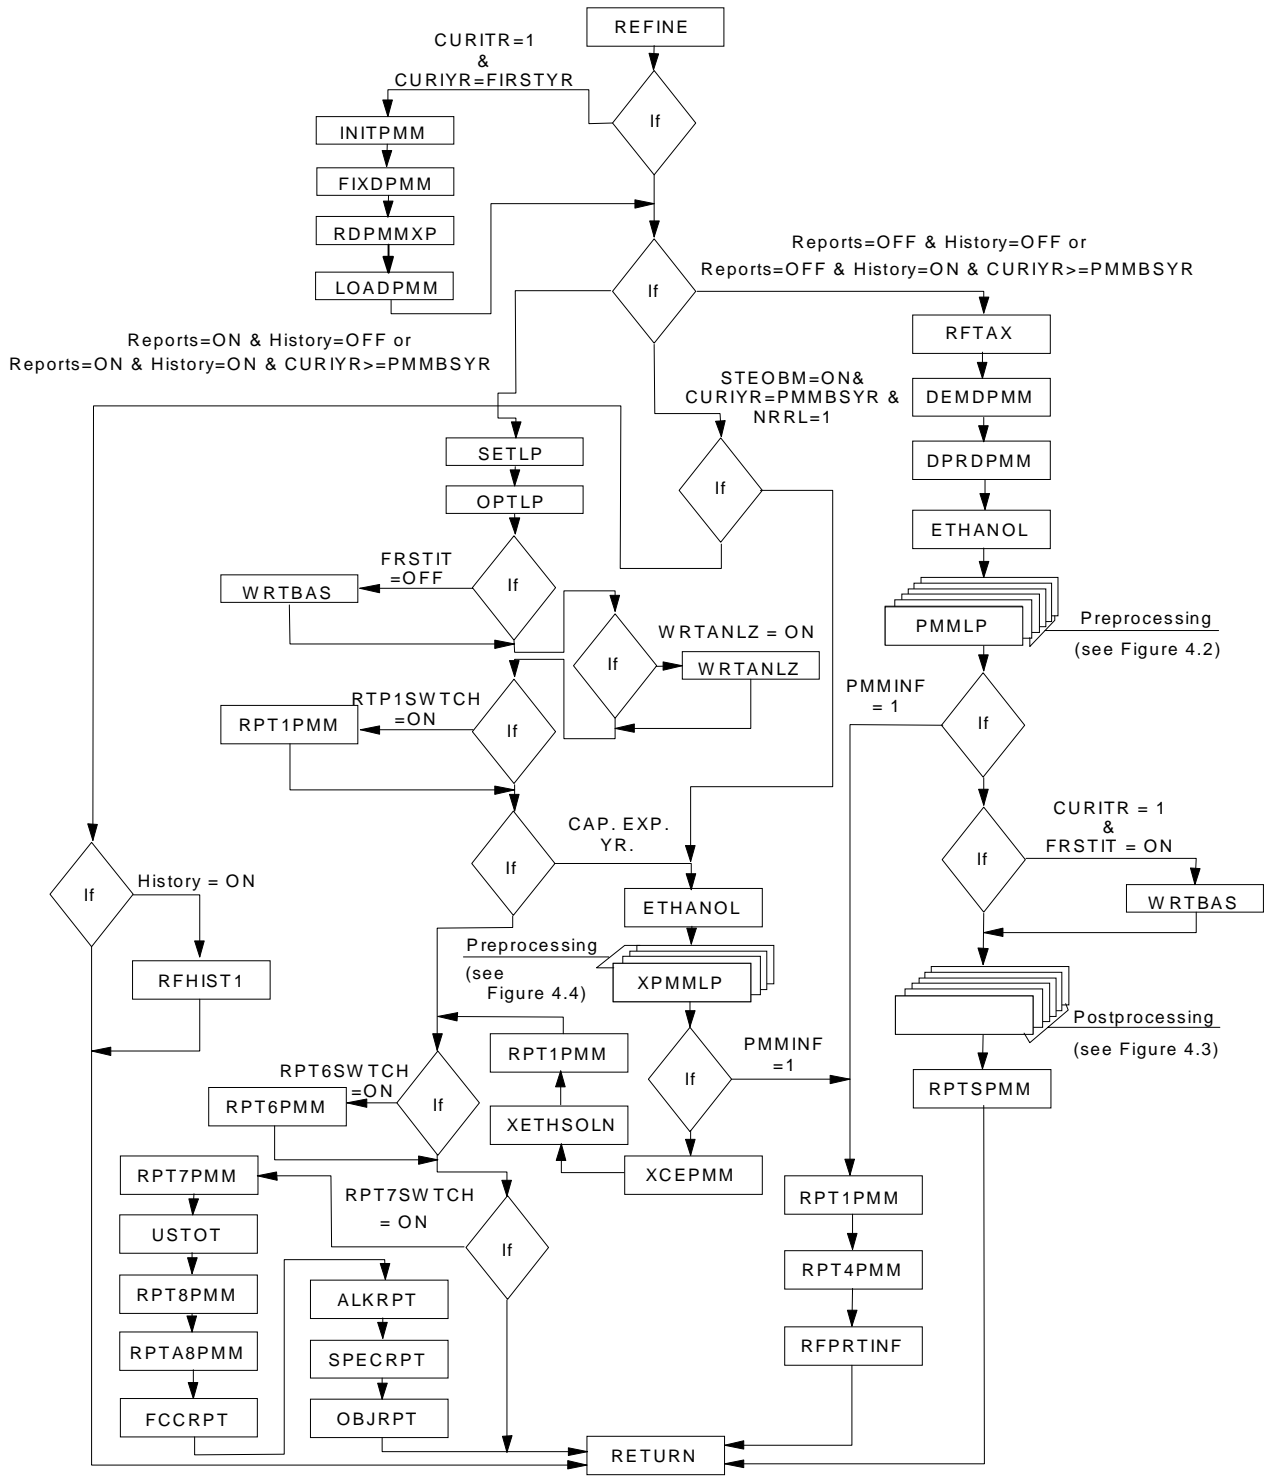 REFINE
CURITR=1
&
CURIYR=FIRSTYR
If
INITPMM
FIXDPMM
RDPMMXP
LOADPMM
Reports=OFF & History=OFF or
Reports=OFF & History=ON & CURIYR>=PMMBSYR
If
RFTAX
Reports=ON & History=OFF or
Reports=ON & History=ON & CURIYR>=PMMBSYR
STEOBM=ON&
CURIYR=PMMBSYR &
NRRL=1
DEMDPMM
SETLP
OPTLP
If
DPRDPMM
ETHANOL
FRSTIT
=OFF
WRTBAS
If
PMMLP
Preprocessing
(see Figure 4.2)
WRTANLZ = ON
If
WRTANLZ
RTP1SWTCH
=ON
RPT1PMM
If
PMMINF
= 1
If
CAP. EXP.
YR.
If
CURITR = 1
&
FRSTIT = ON
If
WRTBAS
If
History = ON
RFHIST1
ETHANOL
Preprocessing
(see
Figure 4.4)
XPMMLP
Postprocessing
(see Figure 4.3)
RPT1PMM
If
PMMINF
=1
RPTSPMM
RPT6SWTCH
=ON
RPT6PMM
If
XETHSOLN
XCEPMM
RPT7PMM
RPT7SWTCH
= ON
If
RPT1PMM
USTOT
RPT8PMM
ALKRPT
RPT4PMM
RPTA8PMM
SPECRPT
RFPRTINF
FCCRPT
OBJRPT
RETURN